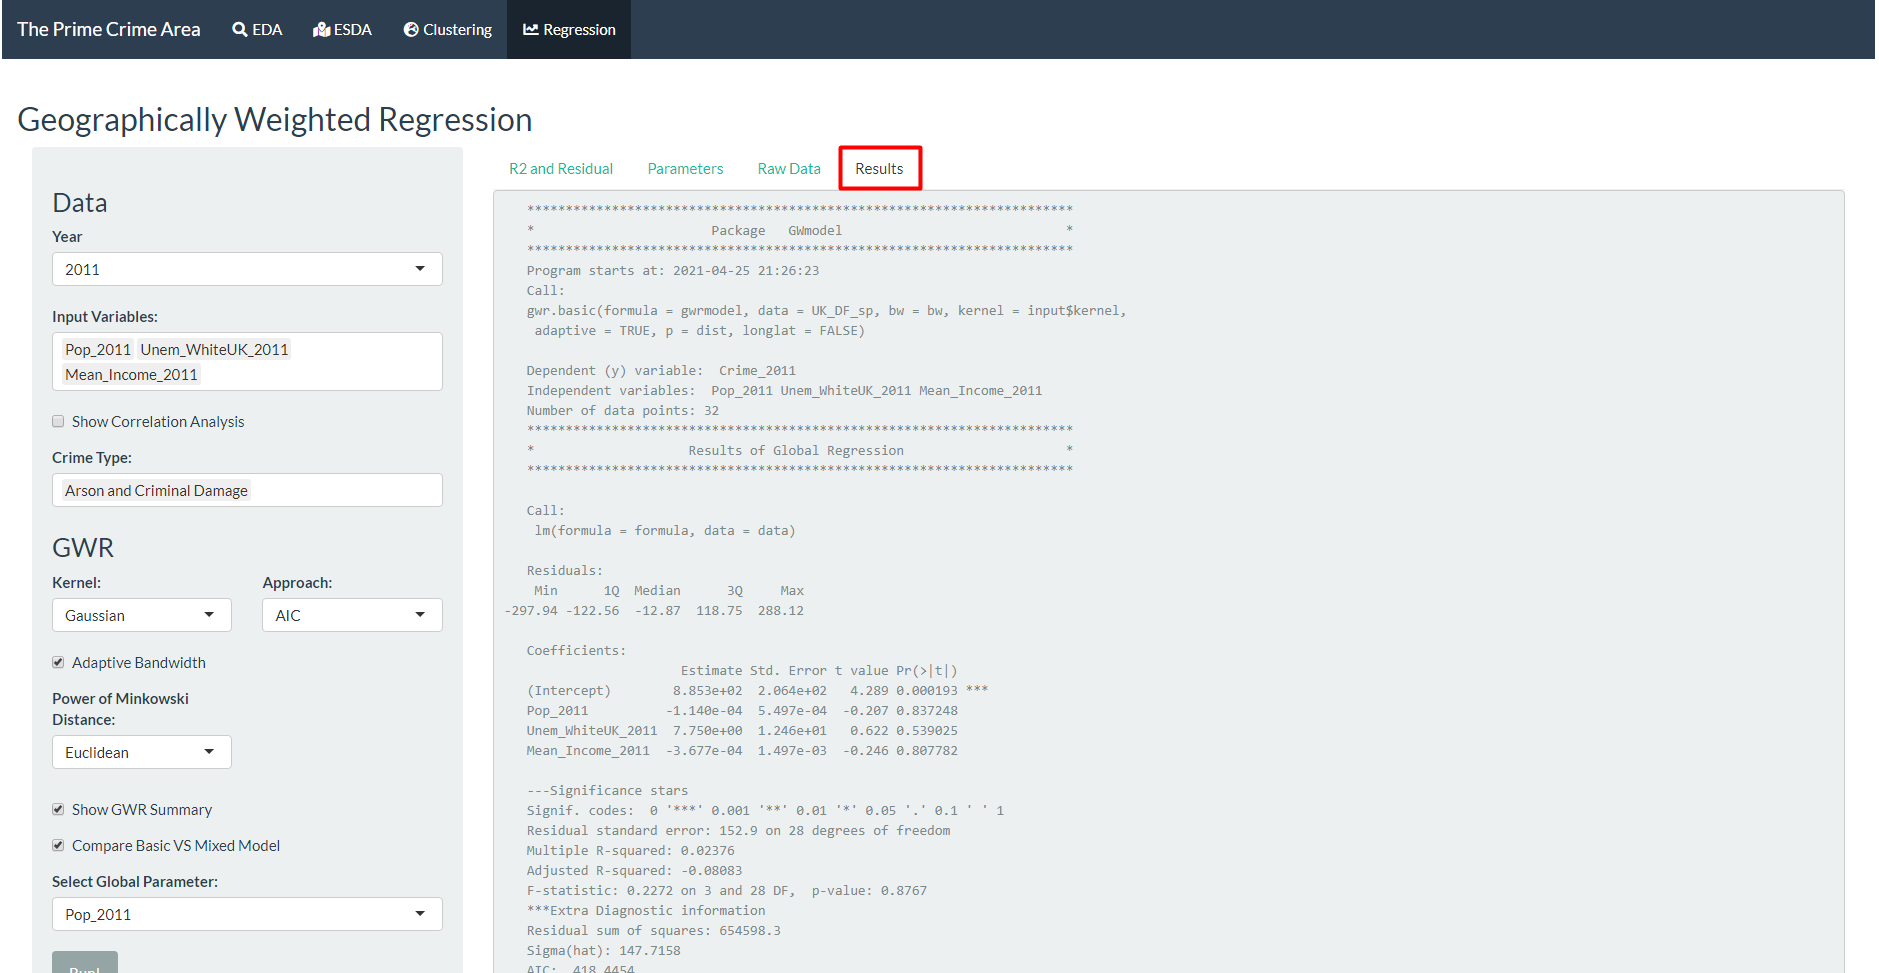 The Prime Crime Area EDA ESDA Clustering Regression
Geographically Weighted Regression
Data
Year
2011
Input Variables:
Pop_2011 Unem_WhiteUK_2011
Mean_Income_2011
Show Correlation Analysis
Crime Type:
Arson and Criminal Damage
GWR
Kernel: Approach:
Gaussian AIC
Adaptive Bandwidth
Power of Minkowski
Distance:
Euclidean
Show GWR Summary
Compare Basic VS Mixed Model
Select Global Parameter:
Pop_2011
Run!
R2 and Residual Parameters Raw Data Results
***********************************************************************
* Package GWmodel *
***********************************************************************
Program starts at: 2021-04-25 21:26:23
Call:
gwr.basic(formula = gwrmodel, data = UK_DF_sp, bw = bw, kernel = input$kernel,
adaptive = TRUE, p = dist, longlat = FALSE)
Dependent (y) variable: Crime_2011
Independent variables: Pop_2011 Unem_WhiteUK_2011 Mean_Income_2011
Number of data points: 32
***********************************************************************
* Results of Global Regression *
***********************************************************************
Call:
lm(formula = formula, data = data)
Residuals:
Min 1Q Median 3Q Max
-297.94 -122.56 -12.87 118.75 288.12
Coefficients:
Estimate Std. Error t value Pr(>|t|)
(Intercept) 8.853e+02 2.064e+02 4.289 0.000193 ***
Pop_2011 -1.140e-04 5.497e-04 -0.207 0.837248
Unem_WhiteUK_2011 7.750e+00 1.246e+01 0.622 0.539025
Mean_Income_2011 -3.677e-04 1.497e-03 -0.246 0.807782
---Significance stars
Signif. codes: 0 '***' 0.001 '**' 0.01 '*' 0.05 '.' 0.1 ' ' 1
Residual standard error: 152.9 on 28 degrees of freedom
Multiple R-squared: 0.02376
Adjusted R-squared: -0.08083
F-statistic: 0.2272 on 3 and 28 DF, p-value: 0.8767
***Extra Diagnostic information
Residual sum of squares: 654598.3
Sigma(hat): 147.7158
AIC: 418.4454